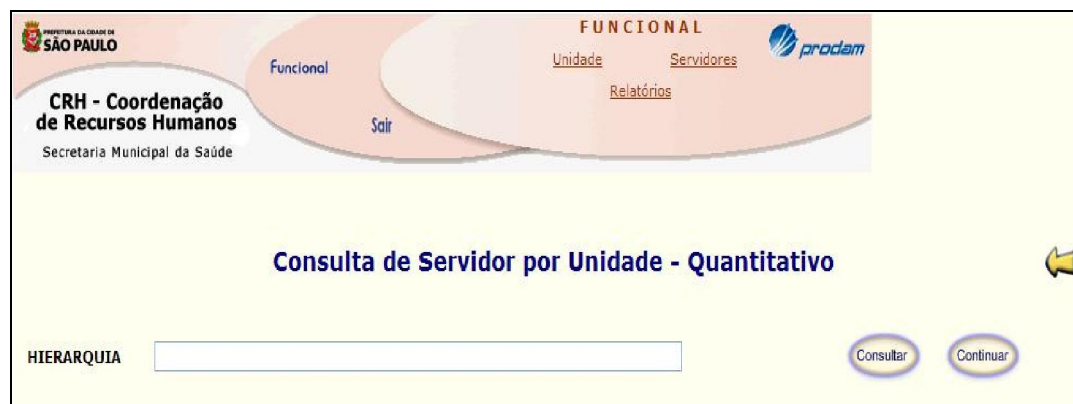 PREFEITURA DA CIDADE DE
SÃO PAULO
CRH - Coordenação
de Recursos Humanos
Secretaria Municipal da Saúde
Funcional
Sair
FUNCIONAL
Unidade Servidores
Relatórios
prodam
Consulta de Servidor por Unidade - Quantitativo
HIERARQUIA
Consultar Continuar